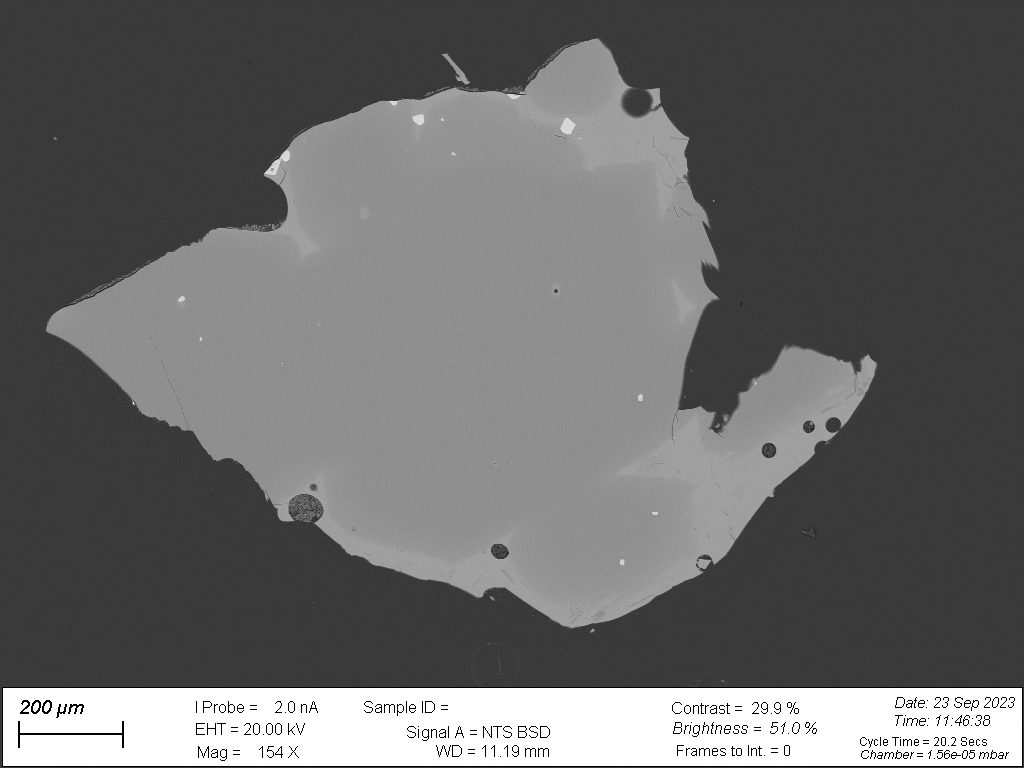 200 µm
I Probe = 2.0 nA
EHT = 20.00 kV
Mag = 154 X
Sample ID =
Signal A = NTS BSD
WD = 11.19 mm
Contrast = 29.9 %
Brightness = 51.0 %
Frames to Int. = 0
Date: 23 Sep 2023
Time: 11:46:38
Cycle Time = 20.2 Secs
Chamber = 1.56e-05 mbar